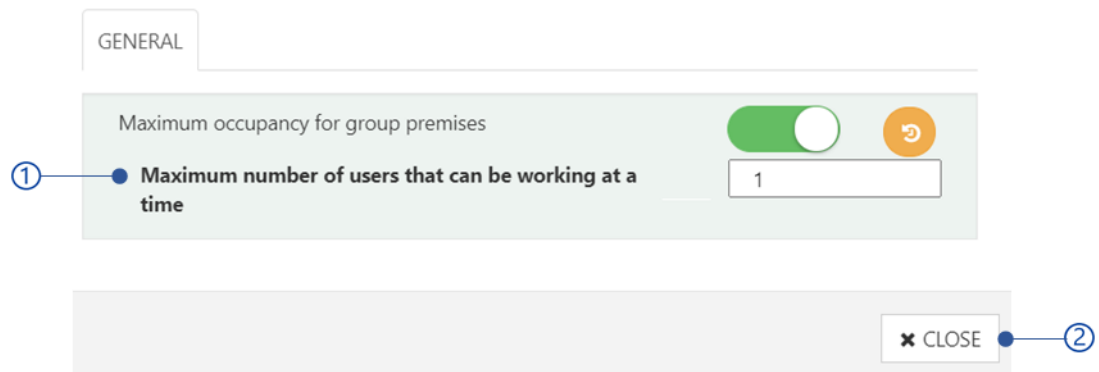 GENERAL
Maximum occupancy for group premises
① Maximum number of users that can be working at a
time
1
✖ CLOSE ②